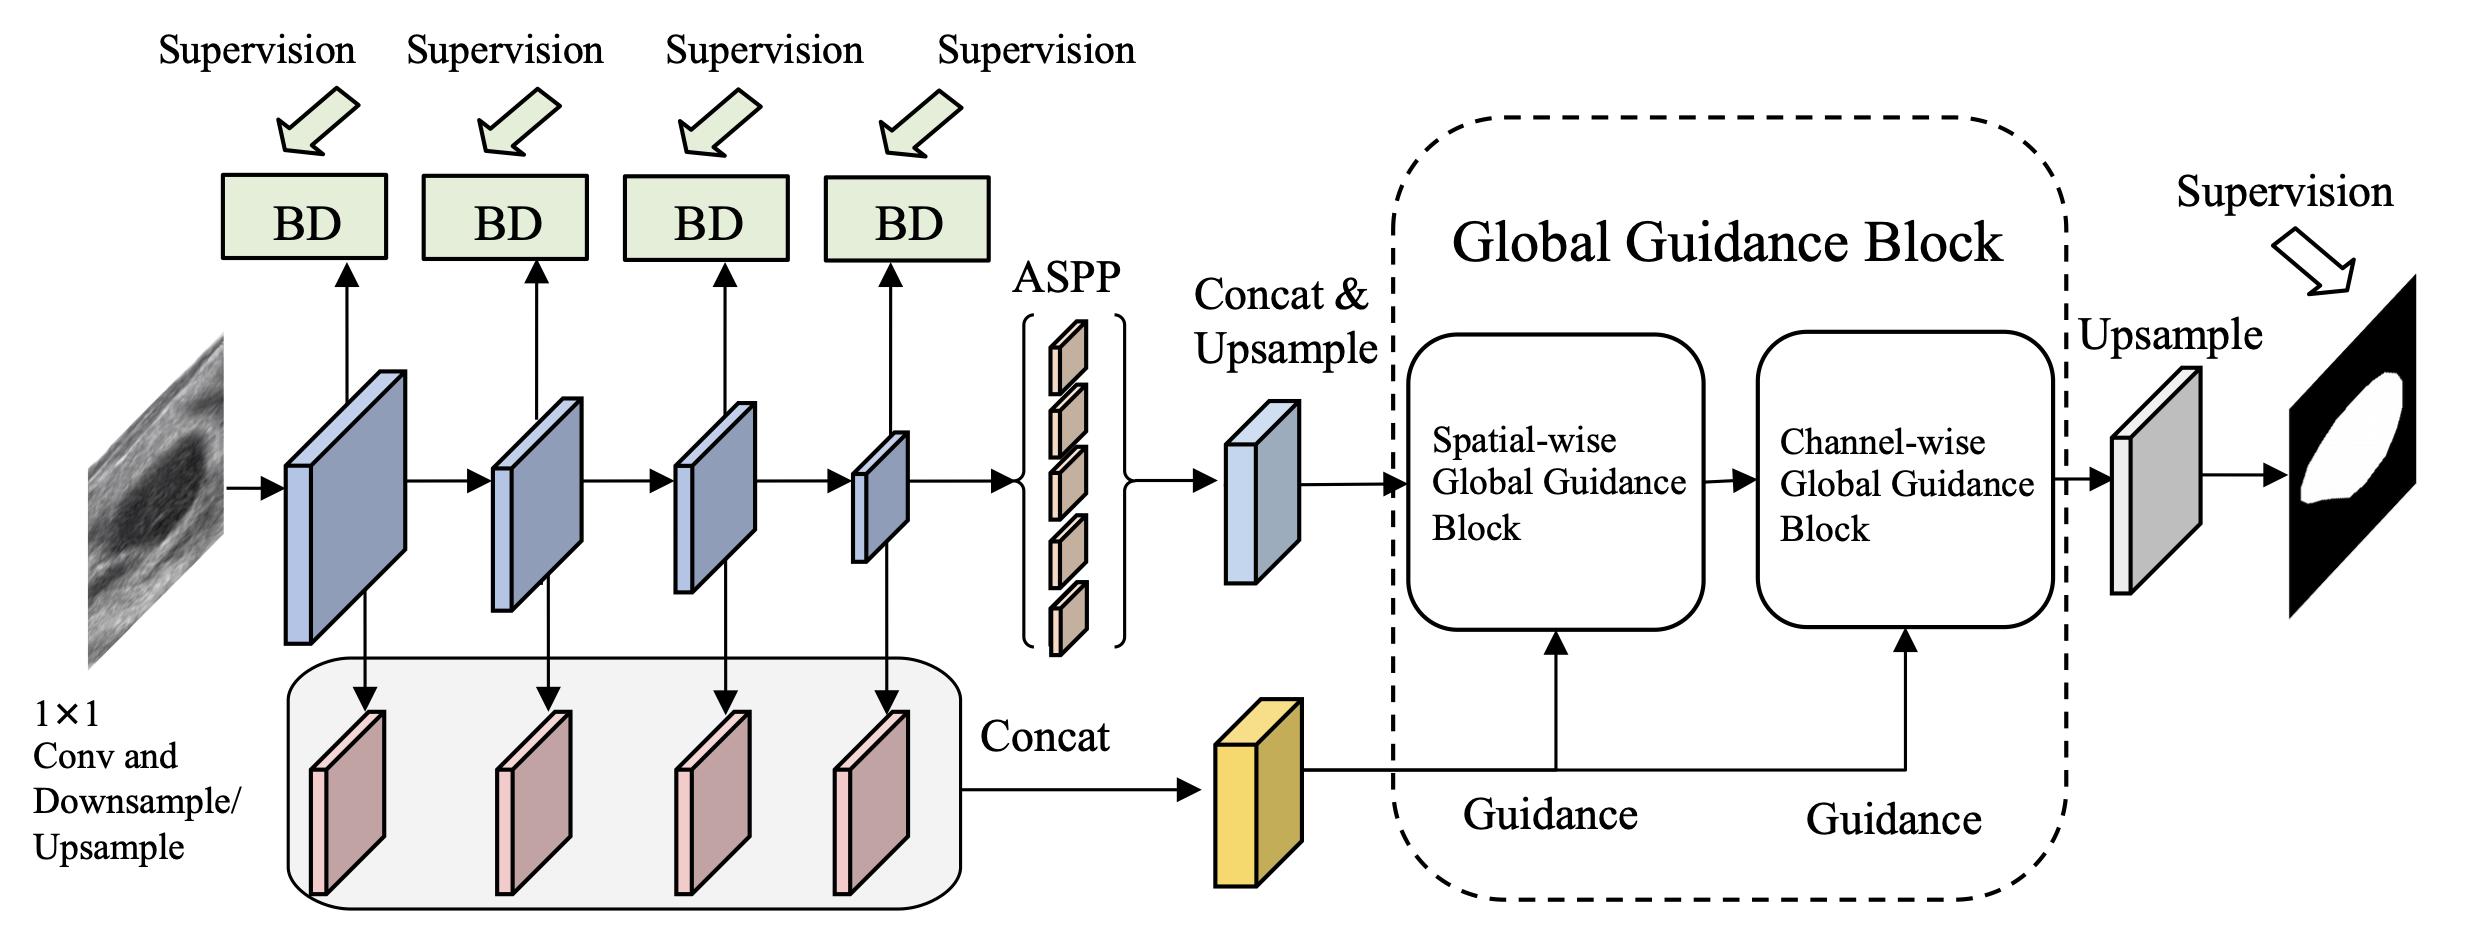 Supervision
Supervision
Supervision
Supervision
BD
BD
BD
BD
ASPP
Concat &
Upsample
Global Guidance Block
Supervision
Upsample
Spatial-wise
Global Guidance
Block
Channel-wise
Global Guidance
Block
1×1
Conv and
Downsample/
Upsample
Concat
Guidance
Guidance